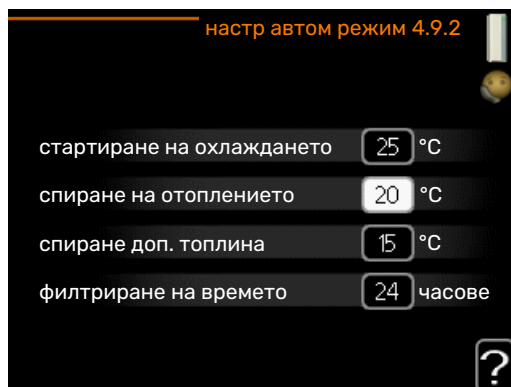 настр автом режим 4.9.2
стартиране на охлаждането 25 °C
спиране на отоплението 20 °C
спиране доп. топлина 15 °C
филтриране на времето 24 часове
?